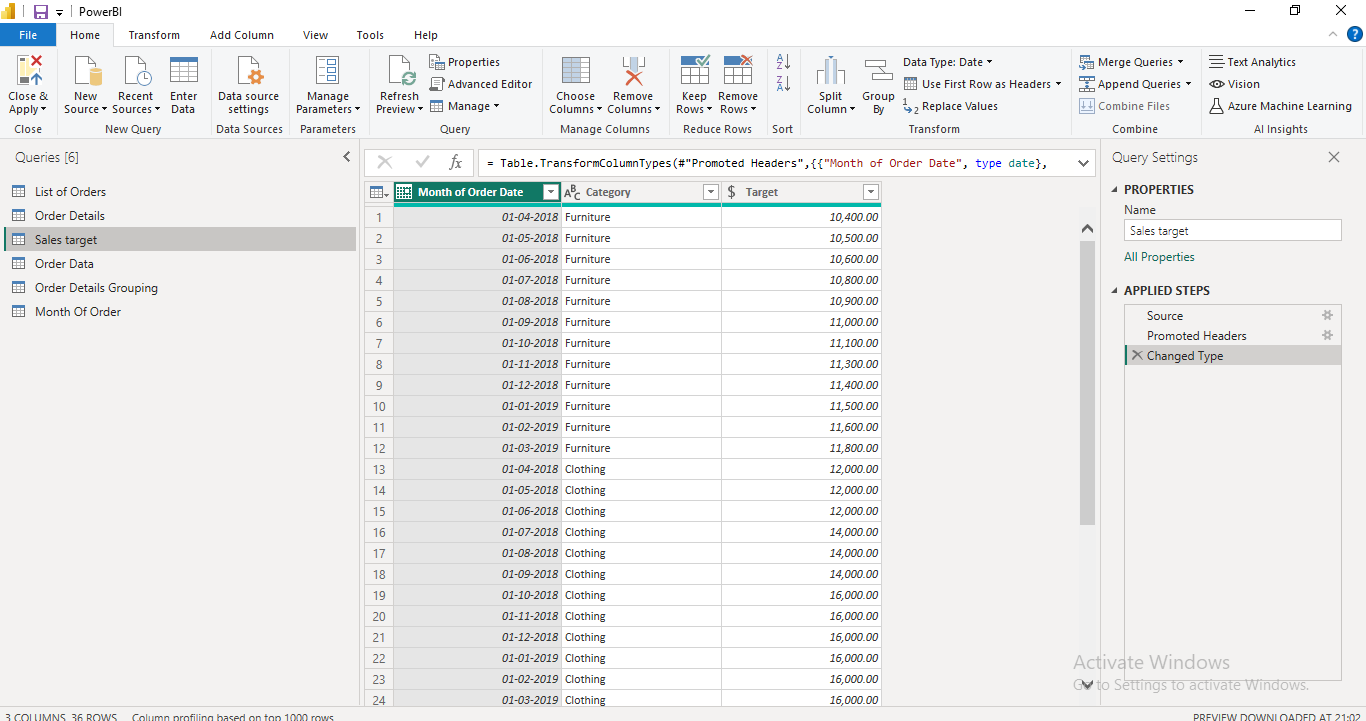 PowerBI
File Home Transform Add Column View Tools Help
Close & Apply
New Source
Recent Sources
Enter Data
Data source settings
Manage Parameters
Refresh Preview
Properties
Advanced Editor
Manage
Choose Columns
Remove Columns
Keep Rows
Remove Rows
Split Column
Group By
Data Type: Date
Use First Row as Headers
Replace Values
Merge Queries
Append Queries
Combine Files
Text Analytics
Vision
Azure Machine Learning
Close New Query Data Sources Parameters Query Manage Columns Reduce Rows Sort Transform Combine AI Insights
Queries [6]
List of Orders
Order Details
Sales target
Order Data
Order Details Grouping
Month Of Order
fx = Table.TransformColumnTypes(#"Promoted Headers",{{"Month of Order Date", type date},
Month of Order Date ABC Category $ Target
1 01-04-2018 Furniture 10,400.00
2 01-05-2018 Furniture 10,500.00
3 01-06-2018 Furniture 10,600.00
4 01-07-2018 Furniture 10,800.00
5 01-08-2018 Furniture 10,900.00
6 01-09-2018 Furniture 11,000.00
7 01-10-2018 Furniture 11,100.00
8 01-11-2018 Furniture 11,300.00
9 01-12-2018 Furniture 11,400.00
10 01-01-2019 Furniture 11,500.00
11 01-02-2019 Furniture 11,600.00
12 01-03-2019 Furniture 11,800.00
13 01-04-2018 Clothing 12,000.00
14 01-05-2018 Clothing 12,000.00
15 01-06-2018 Clothing 12,000.00
16 01-07-2018 Clothing 14,000.00
17 01-08-2018 Clothing 14,000.00
18 01-09-2018 Clothing 14,000.00
19 01-10-2018 Clothing 16,000.00
20 01-11-2018 Clothing 16,000.00
21 01-12-2018 Clothing 16,000.00
22 01-01-2019 Clothing 16,000.00
23 01-02-2019 Clothing 16,000.00
24 01-03-2019 Clothing 16,000.00
Query Settings
PROPERTIES
Name
Sales target
All Properties
APPLIED STEPS
Source
Promoted Headers
Changed Type
Activate Windows
Go to Settings to activate Windows.
3 COLUMNS, 36 ROWS Column profiling based on top 1000 rows PREVIEW DOWNLOADED AT 21:02